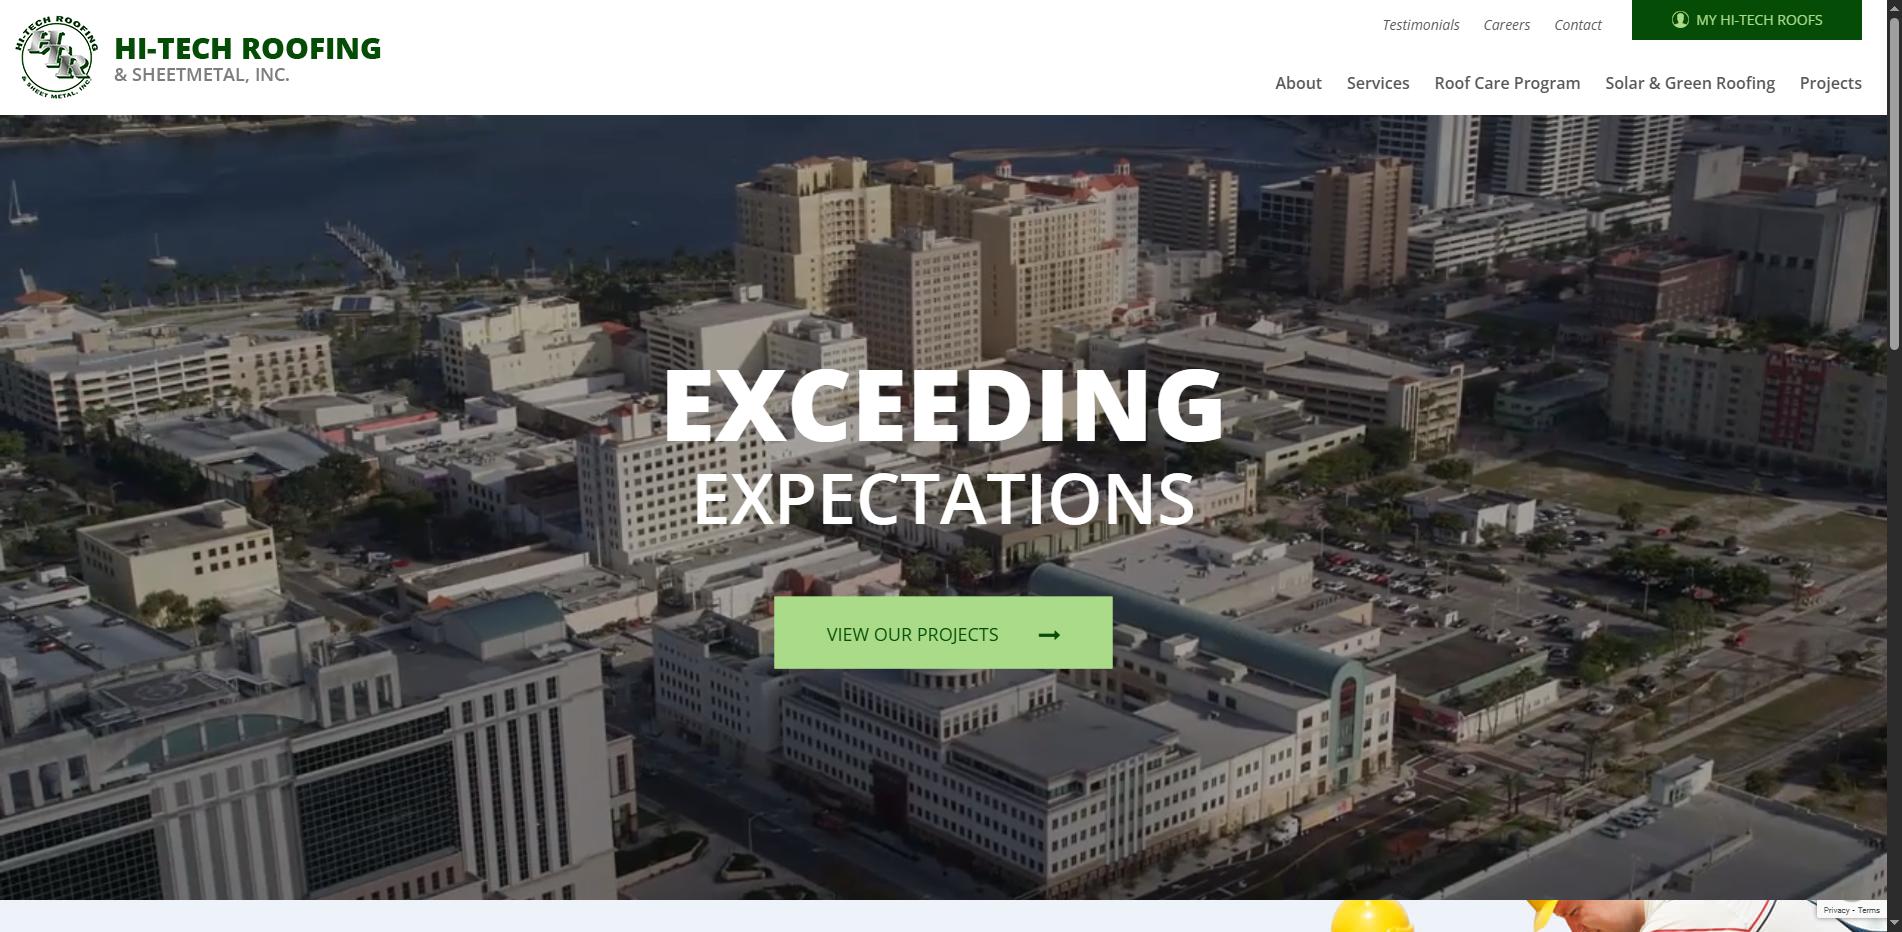 HI-TECH ROOFING
& SHEET METAL, INC.
HTR
HI-TECH ROOFING
& SHEETMETAL, INC.
Testimonials Careers Contact MY HI-TECH ROOFS
About Services Roof Care Program Solar & Green Roofing Projects
EXCEEDING
EXPECTATIONS
VIEW OUR PROJECTS
Privacy - Terms